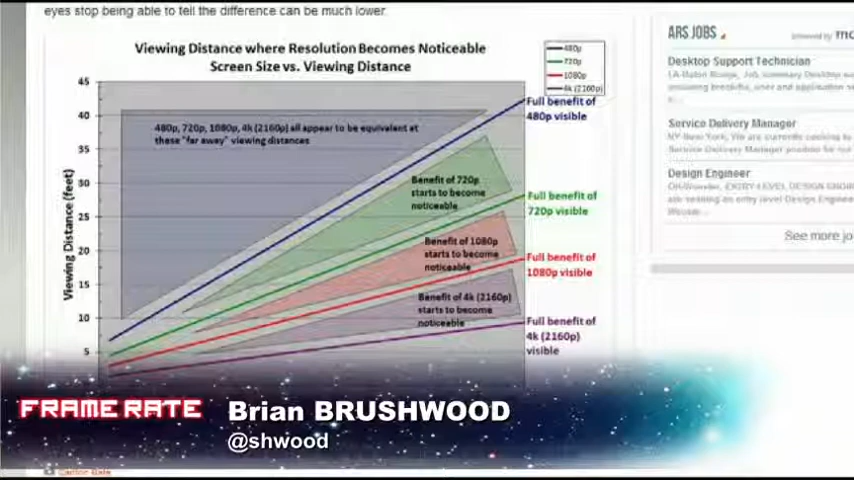 eyes stop being able to tell the difference can be much lower.
Viewing Distance where Resolution Becomes Noticeable
Screen Size vs. Viewing Distance
480p
720p
1080p
4k (2160p)
45
40
35
30
25
20
15
10
5
Viewing Distance (feet)
480p, 720p, 1080p, 4k (2160p) all appear to be equivalent at
these "far away" viewing distances
Full benefit of
480p visible
Benefit of 720p
starts to become
noticeable
Full benefit of
720p visible
Benefit of 1080p
starts to become
noticeable
Full benefit of
1080p visible
Benefit of 4k (2160p)
starts to become
noticeable
Full benefit of
4k (2160p)
visible
ARS JOBS
powered by
Desktop Support Technician
Service Delivery Manager
Design Engineer
See more jo
FRAME RATE
Brian BRUSHWOOD
@shwood
Carlton Bale